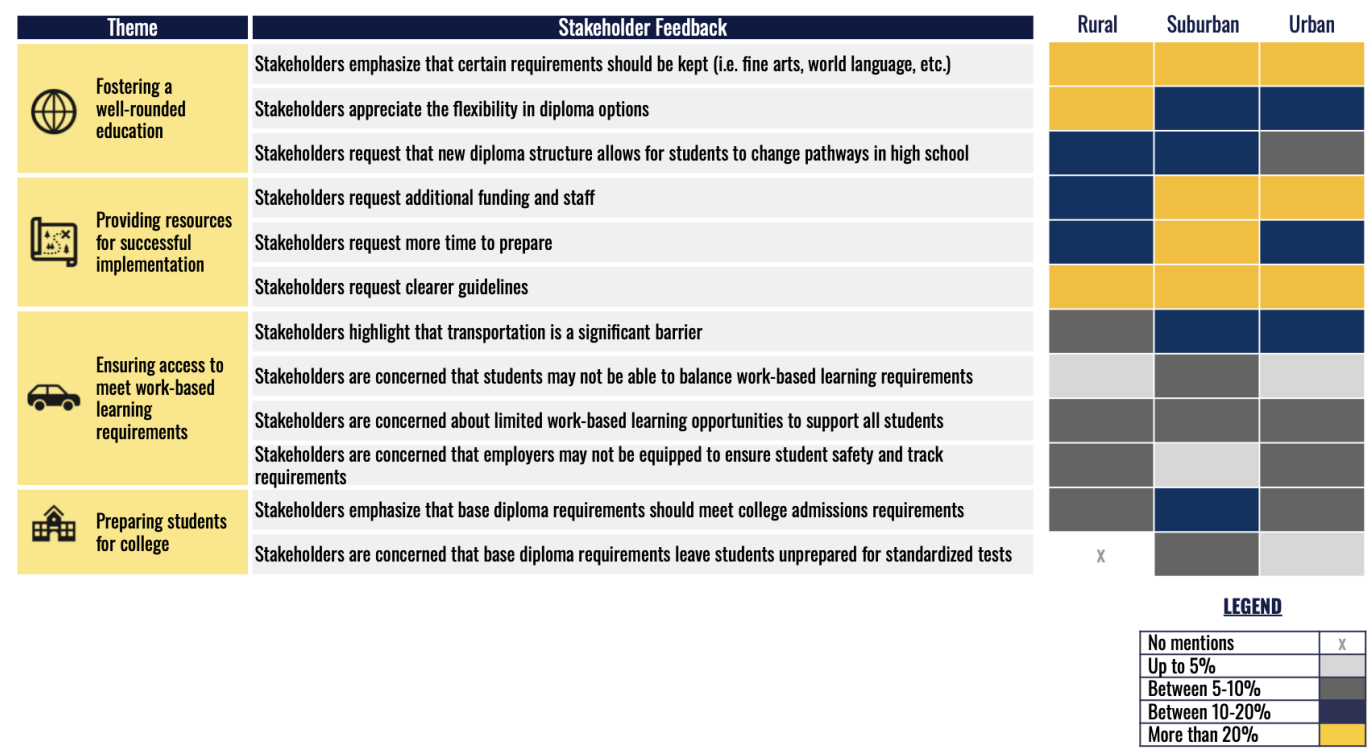 Theme
Stakeholder Feedback
Rural
Suburban
Urban
Fostering a
well-rounded
education
Stakeholders emphasize that certain requirements should be kept (i.e. fine arts, world language, etc.)
Stakeholders appreciate the flexibility in diploma options
Stakeholders request that new diploma structure allows for students to change pathways in high school
Providing resources
for successful
implementation
Stakeholders request additional funding and staff
Stakeholders request more time to prepare
Stakeholders request clearer guidelines
Ensuring access to
meet work-based
learning
requirements
Stakeholders highlight that transportation is a significant barrier
Stakeholders are concerned that students may not be able to balance work-based learning requirements
Stakeholders are concerned about limited work-based learning opportunities to support all students
Stakeholders are concerned that employers may not be equipped to ensure student safety and track
requirements
Preparing students
for college
Stakeholders emphasize that base diploma requirements should meet college admissions requirements
Stakeholders are concerned that base diploma requirements leave students unprepared for standardized tests
X
LEGEND
No mentions X
Up to 5%
Between 5-10%
Between 10-20%
More than 20%